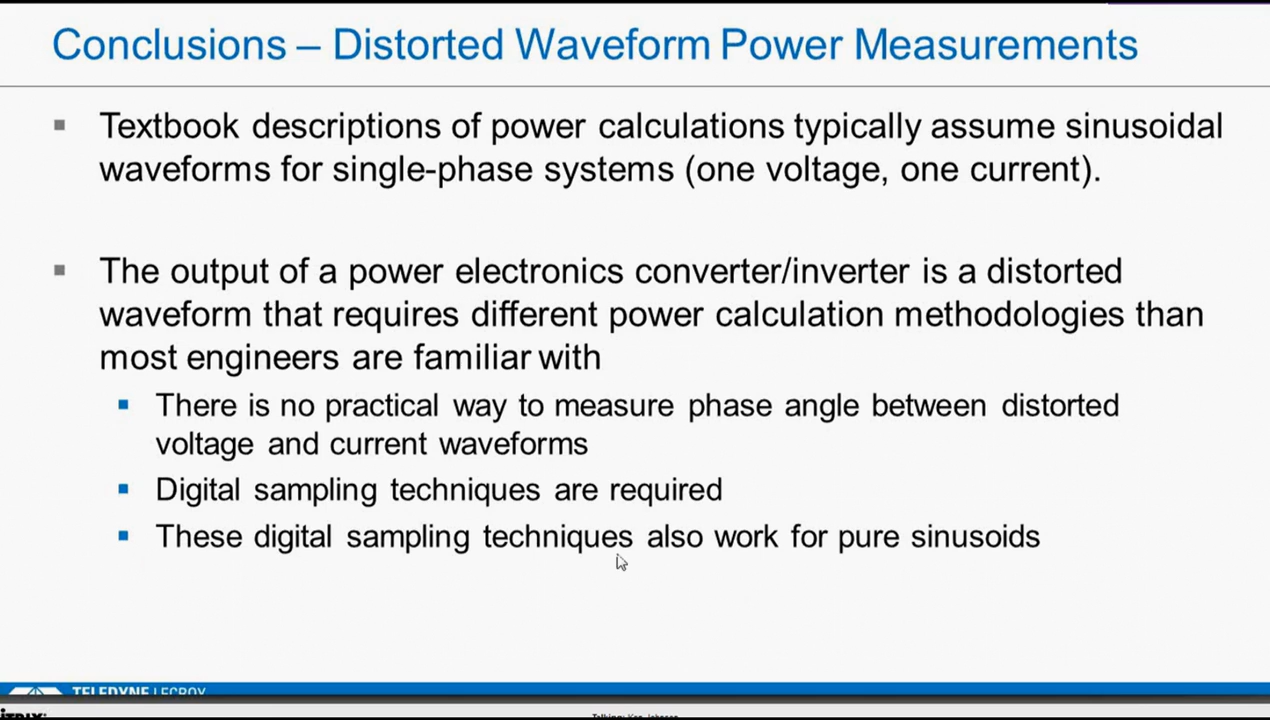 Conclusions – Distorted Waveform Power Measurements
▪ Textbook descriptions of power calculations typically assume sinusoidal
waveforms for single-phase systems (one voltage, one current).
▪ The output of a power electronics converter/inverter is a distorted
waveform that requires different power calculation methodologies than
most engineers are familiar with
▪ There is no practical way to measure phase angle between distorted
voltage and current waveforms
▪ Digital sampling techniques are required
▪ These digital sampling techniques also work for pure sinusoids
TELEDYNE LECROY